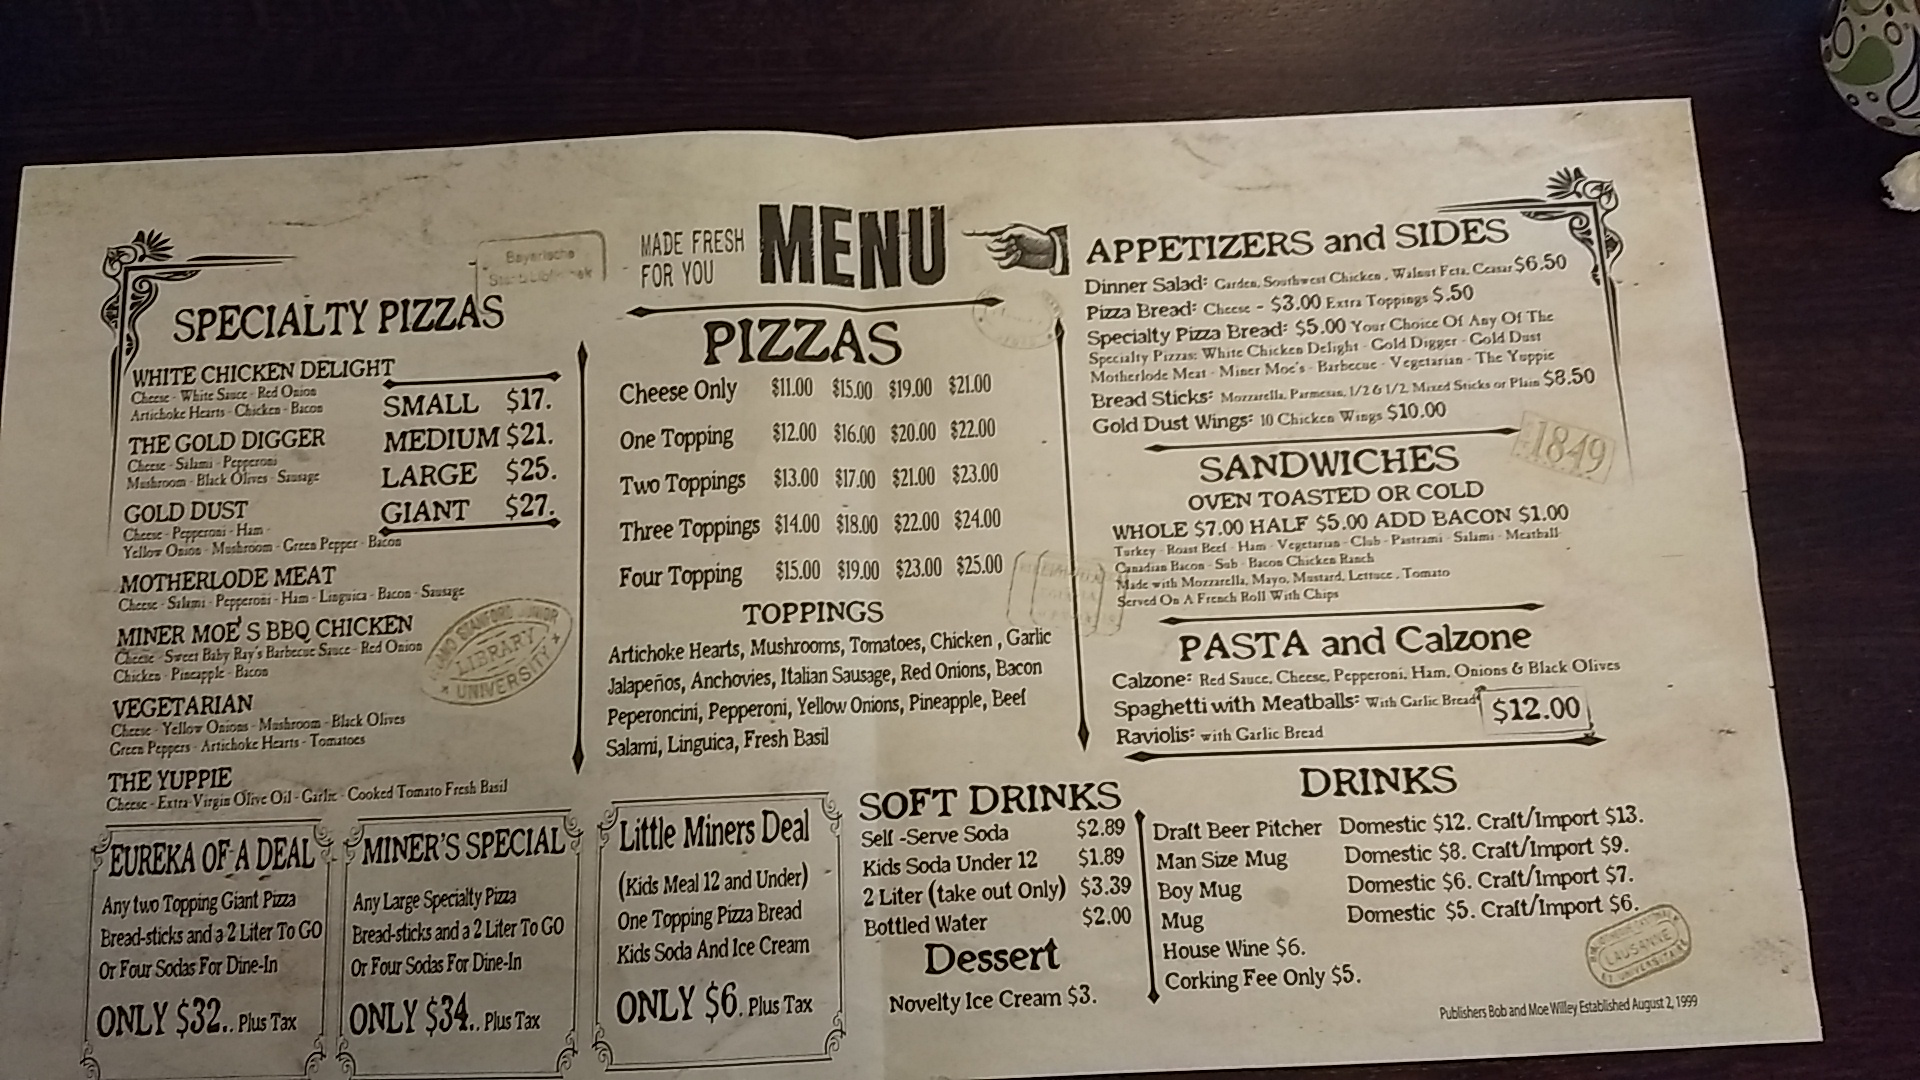 MADE FRESH
FOR YOU
MENU
SPECIALTY PIZZAS
WHITE CHICKEN DELIGHT
Cheese - White Sauce - Red Onion
Artichoke Hearts - Chicken - Bacon
THE GOLD DIGGER
Cheese - Salami - Pepperoni
Mushroom - Black Olives - Sausage
GOLD DUST
Cheese - Pepperoni - Ham
Yellow Onion - Mushroom - Green Pepper - Bacon
SMALL $17.
MEDIUM $21.
LARGE $25.
GIANT $27.
MOTHERLODE MEAT
Cheese - Salami - Pepperoni - Ham - Linguica - Bacon - Sausage
MINER MOE'S BBQ CHICKEN
Cheese - Sweet Baby Ray's Barbecue Sauce - Red Onion
Chicken - Pineapple - Bacon
VEGETARIAN
Cheese - Yellow Onions - Mushroom - Black Olives
Green Peppers - Artichoke Hearts - Tomatoes
THE YUPPIE
Cheese - Extra Virgin Olive Oil - Garlic - Cooked Tomato Fresh Basil
STANFORD JUNIOR
LIBRARY
UNIVERSITY
PIZZAS
Cheese Only $11.00 $15.00 $19.00 $21.00
One Topping $12.00 $16.00 $20.00 $22.00
Two Toppings $13.00 $17.00 $21.00 $23.00
Three Toppings $14.00 $18.00 $22.00 $24.00
Four Topping $15.00 $19.00 $23.00 $25.00
TOPPINGS
Artichoke Hearts, Mushrooms, Tomatoes, Chicken , Garlic
Jalapeños, Anchovies, Italian Sausage, Red Onions, Bacon
Peperoncini, Pepperoni, Yellow Onions, Pineapple, Beef
Salami, Linguica, Fresh Basil
APPETIZERS and SIDES
Dinner Salad: Garden, Southwest Chicken , Walnut Feta, Ceasar $6.50
Pizza Bread: Cheese - $3.00 Extra Toppings $.50
Specialty Pizza Bread: $5.00 Your Choice Of Any Of The
Specialty Pizzas: White Chicken Delight - Gold Digger - Gold Dust
Motherlode Meat - Miner Moe's - Barbecue - Vegetarian - The Yuppie
Bread Sticks: Mozzarella, Parmesan, 1/2 & 1/2, Mixed Sticks or Plain $8.50
Gold Dust Wings: 10 Chicken Wings $10.00
1849
SANDWICHES
OVEN TOASTED OR COLD
WHOLE $7.00 HALF $5.00 ADD BACON $1.00
Turkey - Roast Beef - Ham - Vegetarian - Club - Pastrami - Salami - Meatball
Canadian Bacon - Sub - Bacon Chicken Ranch
Made with Mozzarella, Mayo, Mustard, Lettuce , Tomato
Served On A French Roll With Chips
PASTA and Calzone
Calzone: Red Sauce, Cheese, Pepperoni, Ham, Onions & Black Olives
Spaghetti with Meatballs: With Garlic Bread
Raviolis: with Garlic Bread
$12.00
EUREKA OF A DEAL
Any two Topping Giant Pizza
Bread-sticks and a 2 Liter To GO
Or Four Sodas For Dine-In
ONLY $32.. Plus Tax
MINER'S SPECIAL
Any Large Specialty Pizza
Bread-sticks and a 2 Liter To GO
Or Four Sodas For Dine-In
ONLY $34.. Plus Tax
Little Miners Deal
(Kids Meal 12 and Under)
One Topping Pizza Bread
Kids Soda And Ice Cream
ONLY $6. Plus Tax
SOFT DRINKS
Self -Serve Soda $2.89
Kids Soda Under 12 $1.89
2 Liter (take out Only) $3.39
Bottled Water $2.00
Dessert
Novelty Ice Cream $3.
DRINKS
Draft Beer Pitcher Domestic $12. Craft/Import $13.
Man Size Mug Domestic $8. Craft/Import $9.
Boy Mug Domestic $6. Craft/Import $7.
Mug Domestic $5. Craft/Import $6.
House Wine $6.
Corking Fee Only $5.
LAUSANNE
Publishers Bob and Moe Willey Established August 2, 1999